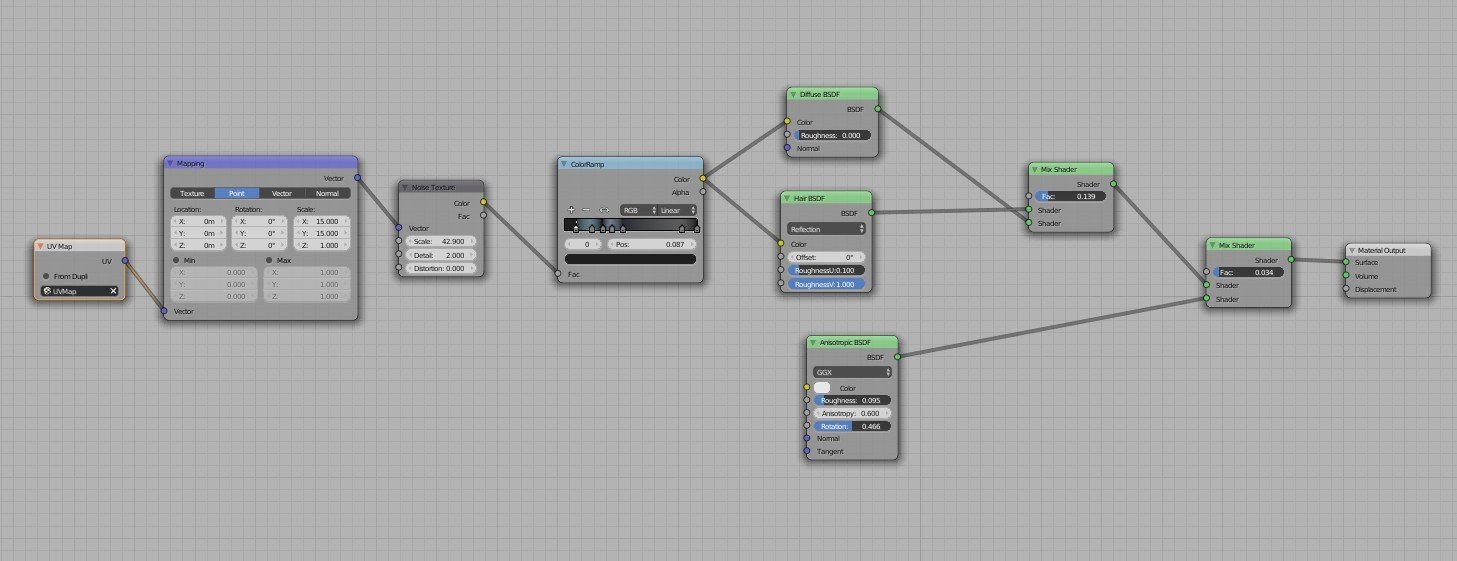 UV Map
UV
From Dupli
UVMap
Mapping
Vector
Texture Point Vector Normal
Location: Rotation: Scale:
X: 0m X: 0° X: 15.000
Y: 0m Y: 0° Y: 15.000
Z: 0m Z: 0° Z: 1.000
Min Max
X: 0.000 X: 1.000
Y: 0.000 Y: 1.000
Z: 0.000 Z: 1.000
Vector
Noise Texture
Color
Fac
Vector
Scale: 42.900
Detail: 2.000
Distortion: 0.000
ColorRamp
Color
Alpha
RGB Linear
0 Pos: 0.087
Fac
Diffuse BSDF
BSDF
Color
Roughness: 0.000
Normal
Hair BSDF
BSDF
Reflection
Color
Offset: 0°
RoughnessU: 0.100
RoughnessV: 1.000
Anisotropic BSDF
BSDF
GGX
Color
Roughness: 0.095
Anisotropy: 0.600
Rotation: 0.466
Normal
Tangent
Mix Shader
Shader
Fac: 0.139
Shader
Shader
Mix Shader
Shader
Fac: 0.034
Shader
Shader
Material Output
Surface
Volume
Displacement